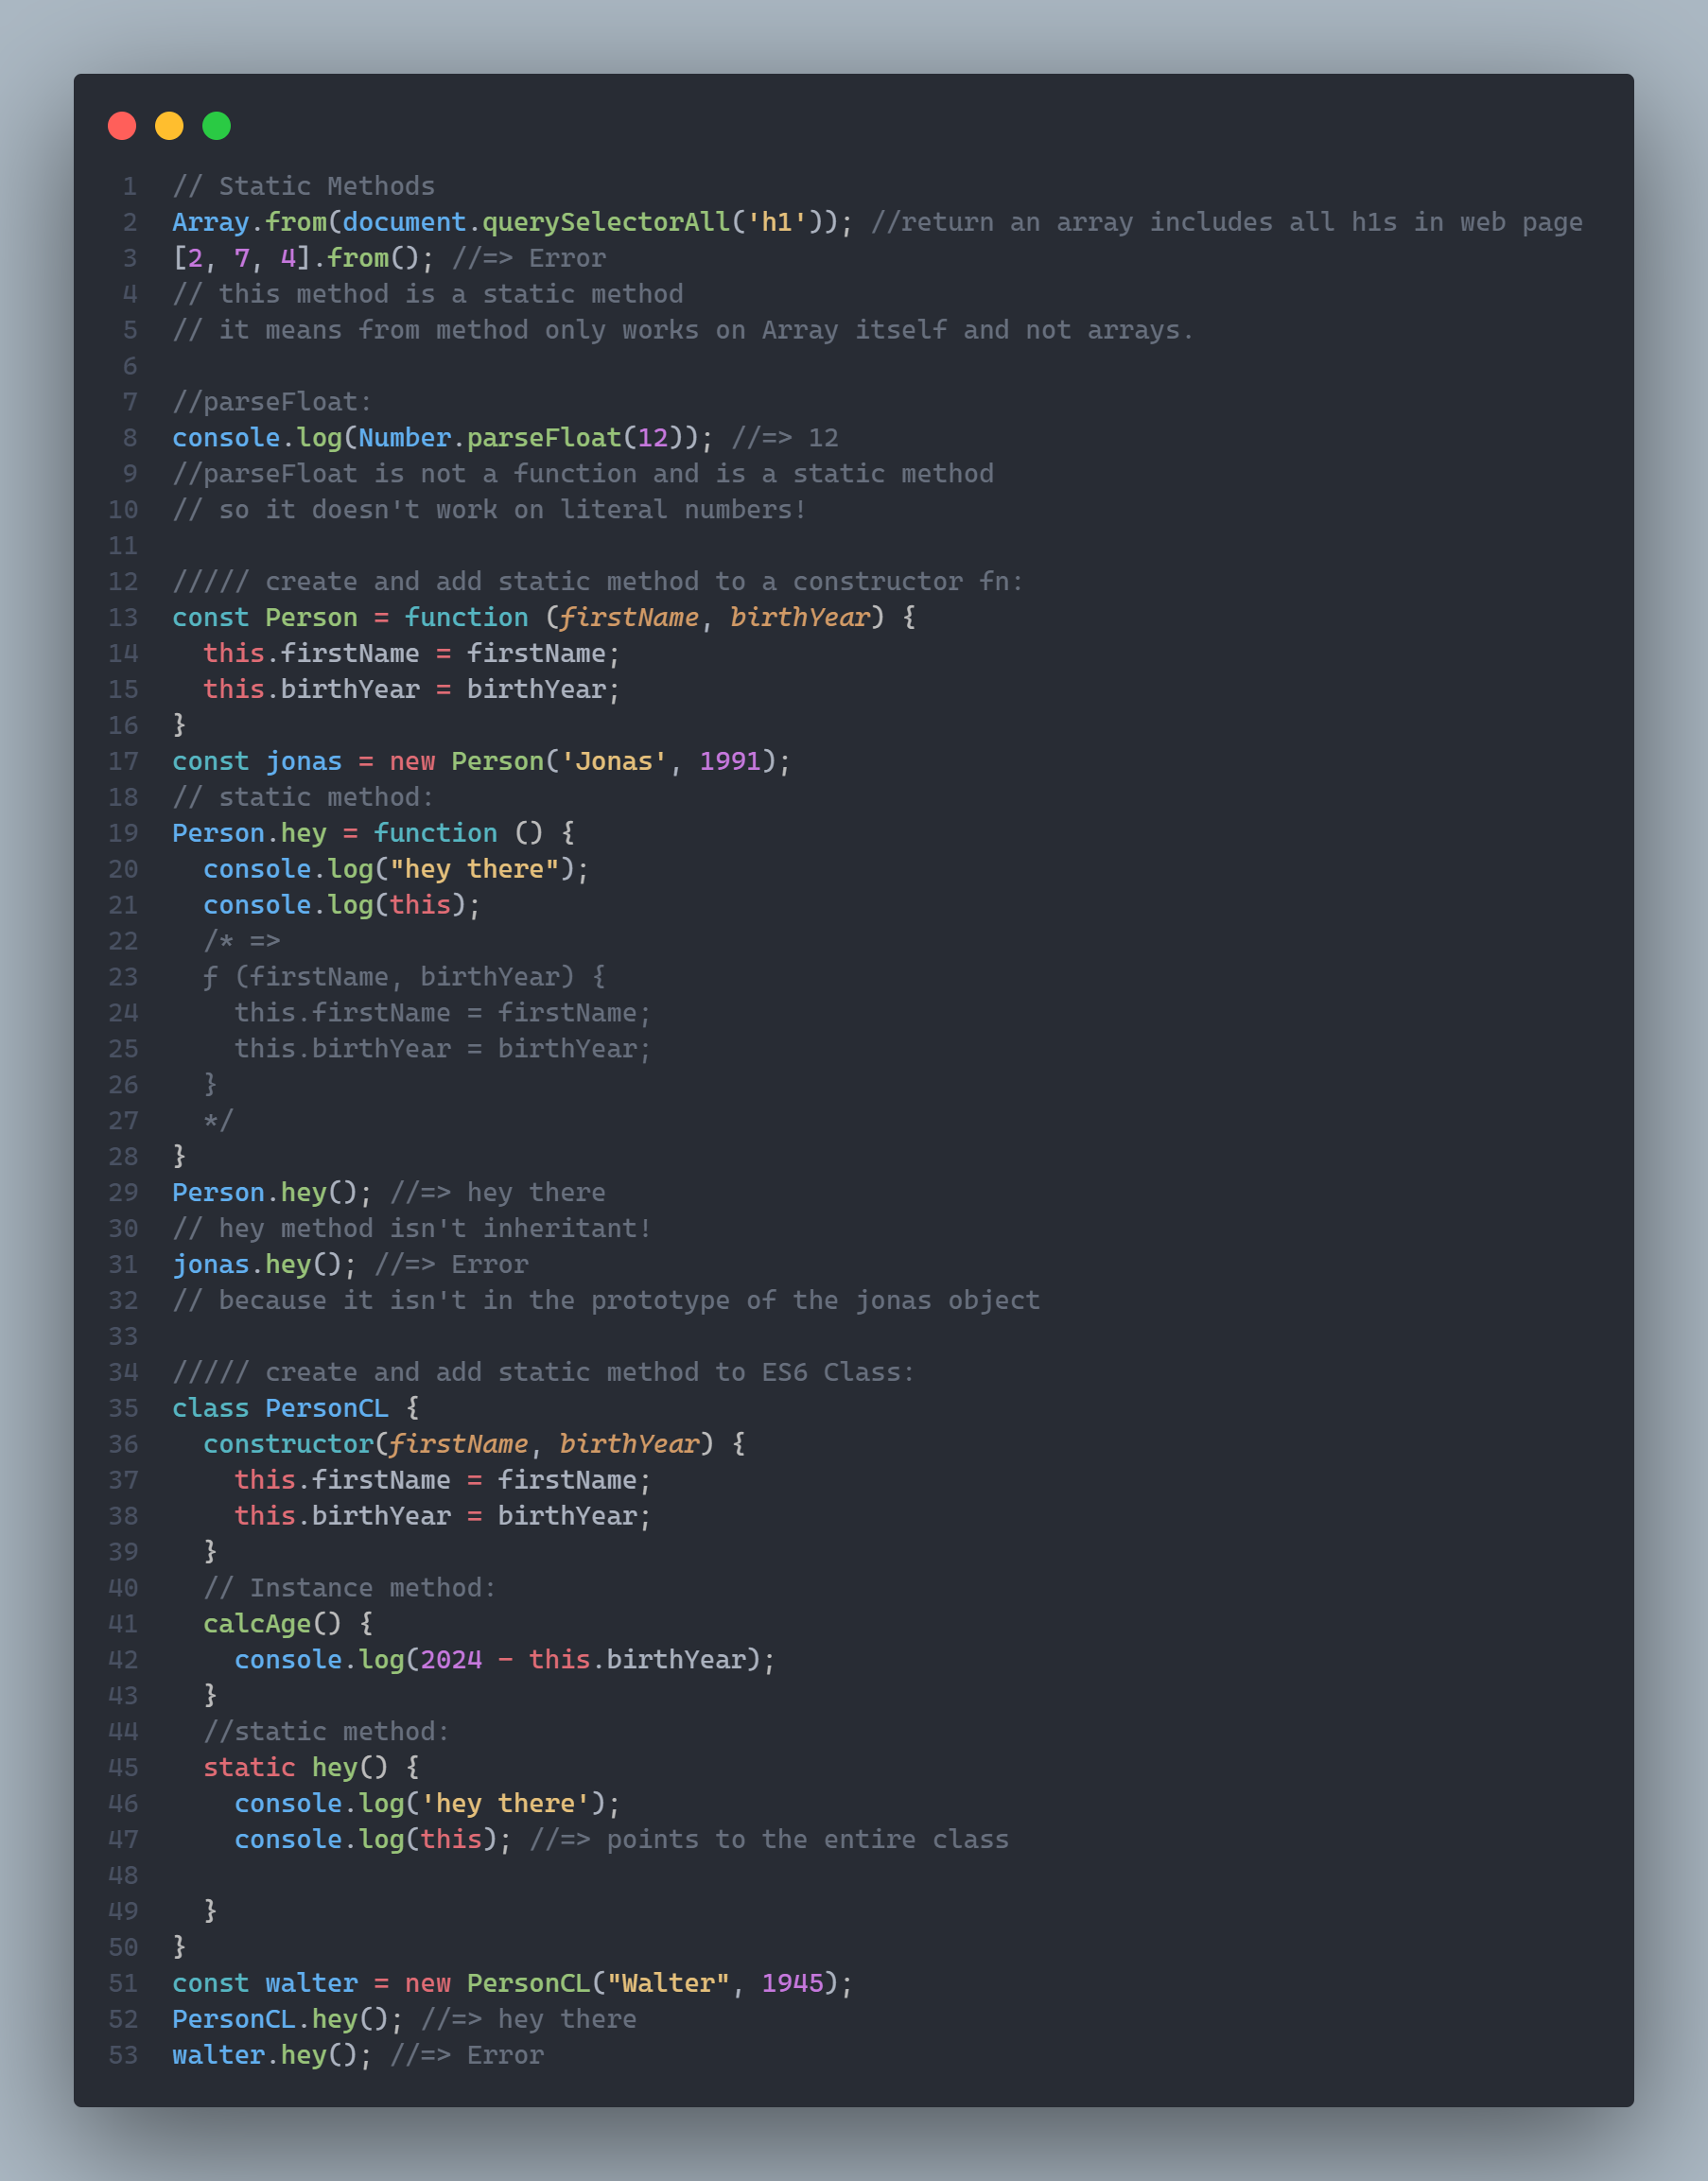 1 // Static Methods
2 Array.from(document.querySelectorAll('h1')); //return an array includes all h1s in web page
3 [2, 7, 4].from(); //=> Error
4 // this method is a static method
5 // it means from method only works on Array itself and not arrays.
6
7 //parseFloat:
8 console.log(Number.parseFloat(12)); //=> 12
9 //parseFloat is not a function and is a static method
10 // so it doesn't work on literal numbers!
11
12 ///// create and add static method to a constructor fn:
13 const Person = function (firstName, birthYear) {
14   this.firstName = firstName;
15   this.birthYear = birthYear;
16 }
17 const jonas = new Person('Jonas', 1991);
18 // static method:
19 Person.hey = function () {
20   console.log("hey there");
21   console.log(this);
22   /* =>
23   ƒ (firstName, birthYear) {
24     this.firstName = firstName;
25     this.birthYear = birthYear;
26   }
27   */
28 }
29 Person.hey(); //=> hey there
30 // hey method isn't inheritant!
31 jonas.hey(); //=> Error
32 // because it isn't in the prototype of the jonas object
33
34 ///// create and add static method to ES6 Class:
35 class PersonCL {
36   constructor(firstName, birthYear) {
37     this.firstName = firstName;
38     this.birthYear = birthYear;
39   }
40   // Instance method:
41   calcAge() {
42     console.log(2024 - this.birthYear);
43   }
44   //static method:
45   static hey() {
46     console.log('hey there');
47     console.log(this); //=> points to the entire class
48
49   }
50 }
51 const walter = new PersonCL("Walter", 1945);
52 PersonCL.hey(); //=> hey there
53 walter.hey(); //=> Error